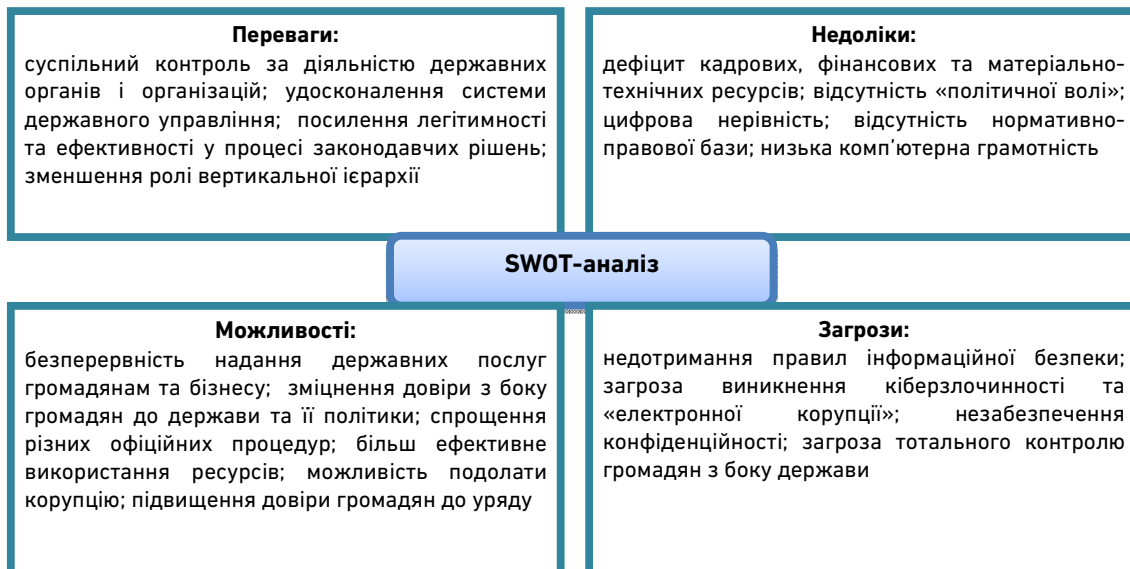 Переваги:
суспільний контроль за діяльністю державних
органів і організацій; удосконалення системи
державного управління; посилення легітимності
та ефективності у процесі законодавчих рішень;
зменшення ролі вертикальної ієрархії
Недоліки:
дефіцит кадрових, фінансових та матеріально-
технічних ресурсів; відсутність «політичної волі»;
цифрова нерівність; відсутність нормативно-
правової бази; низька комп’ютерна грамотність
SWOT-аналіз
Можливості:
безперервність надання державних послуг
громадянам та бізнесу; зміцнення довіри з боку
громадян до держави та її політики; спрощення
різних офіційних процедур; більш ефективне
використання ресурсів; можливість подолати
корупцію; підвищення довіри громадян до уряду
Загрози:
недотримання правил інформаційної безпеки;
загроза виникнення кіберзлочинності та
«електронної корупції»; незабезпечення
конфіденційності; загроза тотального контролю
громадян з боку держави